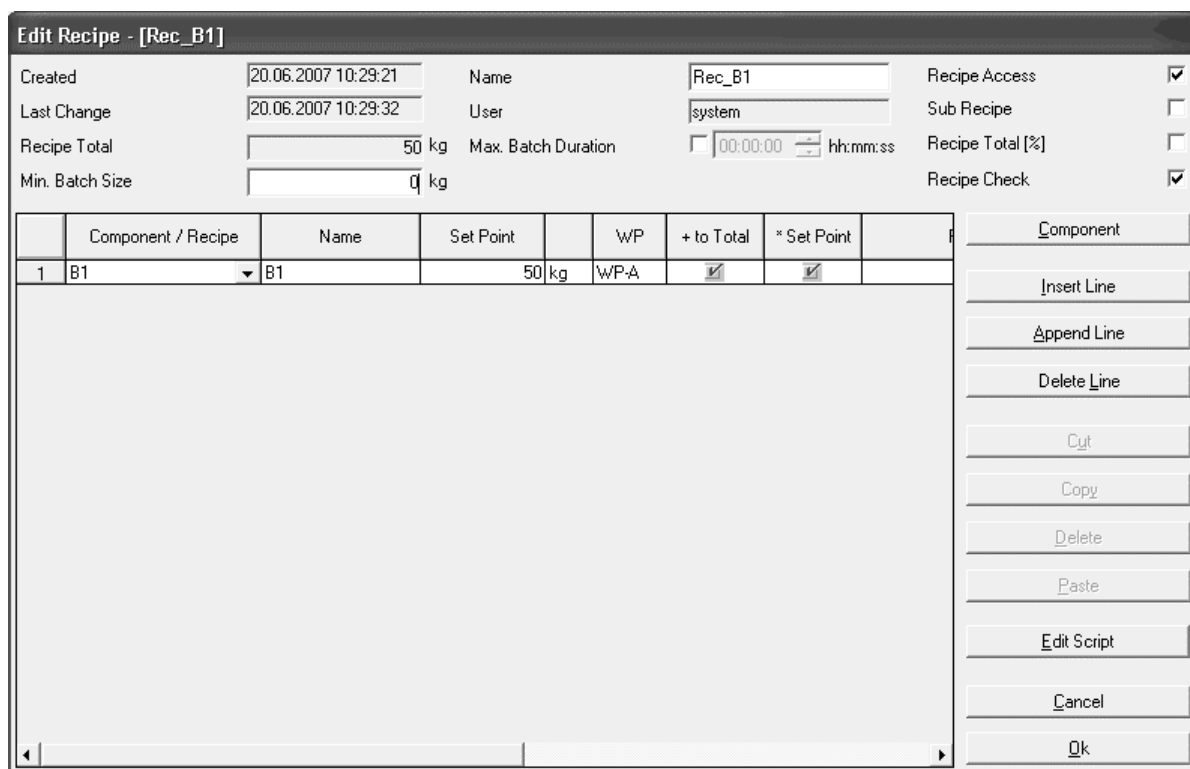 Edit Recipe - [Rec_B1]
Created 20.06.2007 10:29:21 Name Rec_B1 Recipe Access
Last Change 20.06.2007 10:29:32 User system Sub Recipe
Recipe Total 50 kg Max. Batch Duration 00:00:00 hh:mm:ss Recipe Total [%]
Min. Batch Size 0 kg Recipe Check
Component / Recipe Name Set Point WP + to Total * Set Point
1 B1 B1 50 kg WP-A
Component
Insert Line
Append Line
Delete Line
Cut
Copy
Delete
Paste
Edit Script
Cancel
Ok